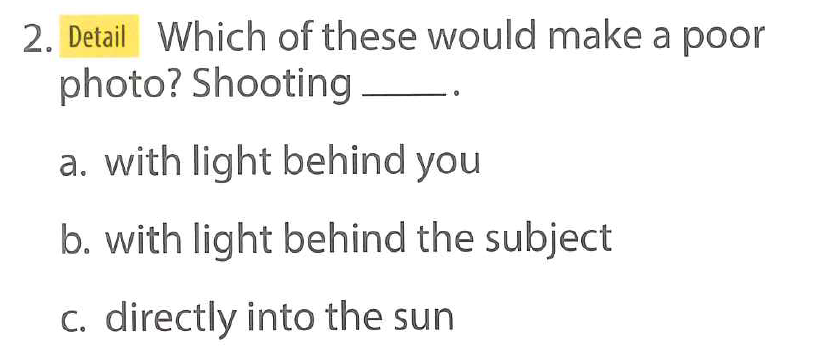 2. Detail Which of these would make a poor
photo? Shooting _____.
a. with light behind you
b. with light behind the subject
c. directly into the sun